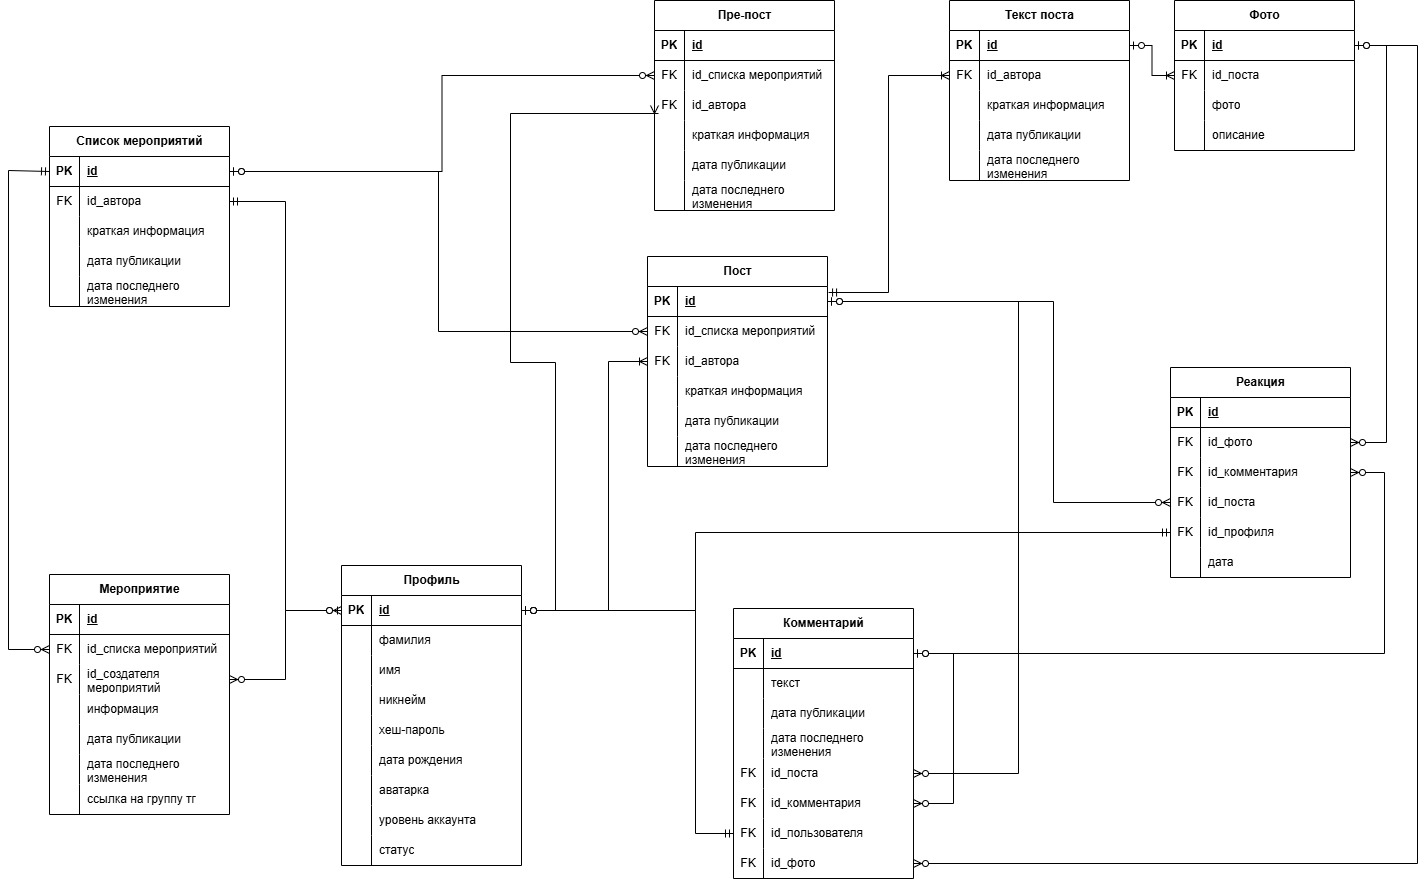 Пре-пост
PK id
FK id_списка мероприятий
FK id_автора
краткая информация
дата публикации
дата последнего
изменения
Текст поста
PK id
FK id_автора
краткая информация
дата публикации
дата последнего
изменения
Фото
PK id
FK id_поста
фото
описание
Список мероприятий
PK id
FK id_автора
краткая информация
дата публикации
дата последнего
изменения
Пост
PK id
FK id_списка мероприятий
FK id_автора
краткая информация
дата публикации
дата последнего
изменения
Реакция
PK id
FK id_фото
FK id_комментария
FK id_поста
FK id_профиля
дата
Мероприятие
PK id
FK id_списка мероприятий
FK id_создателя
мероприятий
информация
дата публикации
дата последнего
изменения
ссылка на группу тг
Профиль
PK id
фамилия
имя
никнейм
хеш-пароль
дата рождения
аватарка
уровень аккаунта
статус
Комментарий
PK id
текст
дата публикации
дата последнего
изменения
FK id_поста
FK id_комментария
FK id_пользователя
FK id_фото